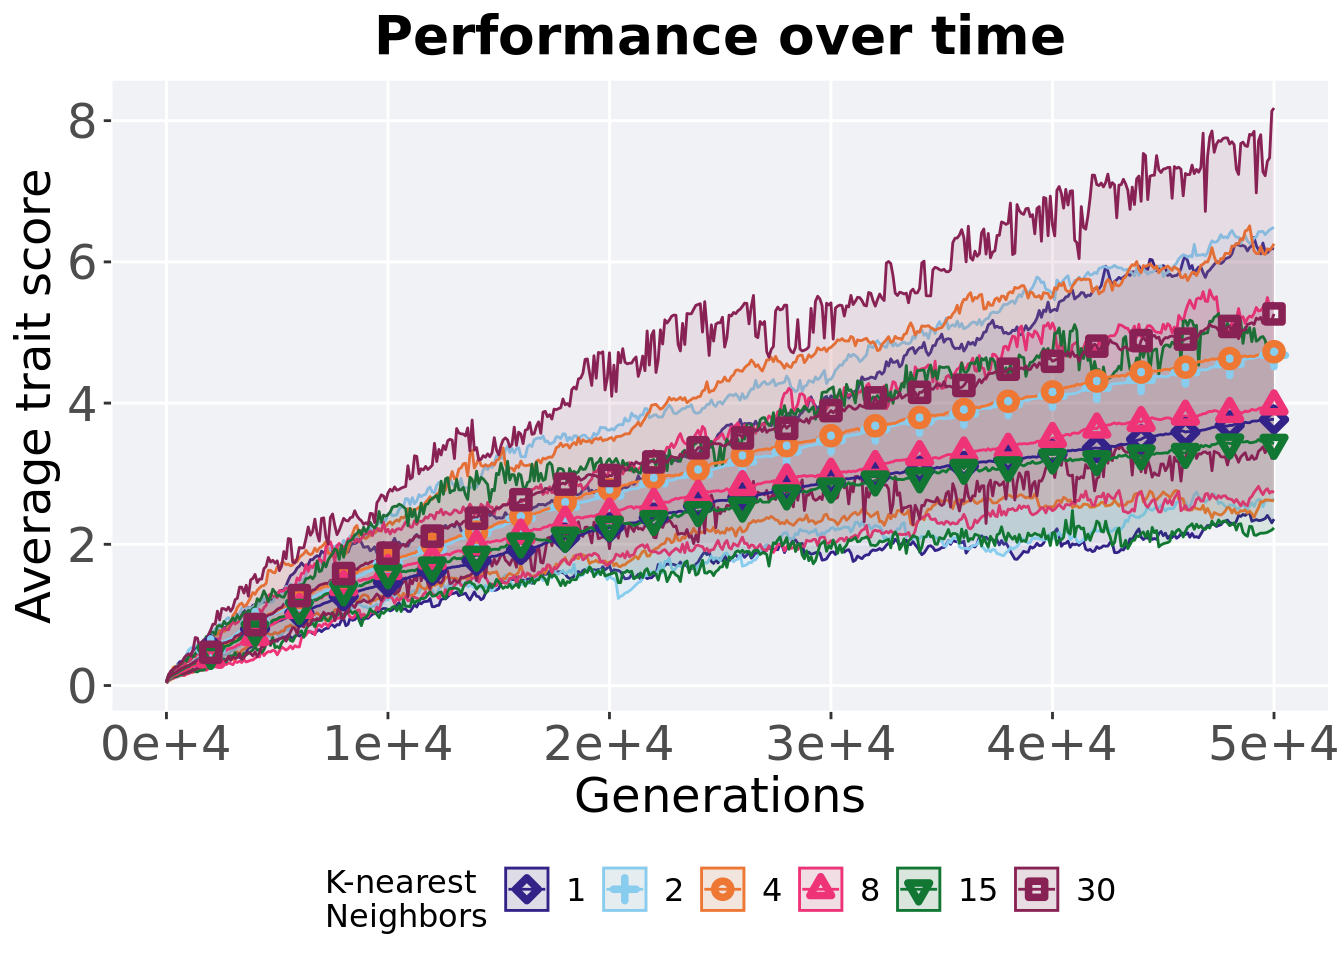 Performance over time
Average trait score
8
6
4
2
0
0e+4 1e+4 2e+4 3e+4 4e+4 5e+4
Generations
K-nearest
Neighbors
1 2 4 8 15 30